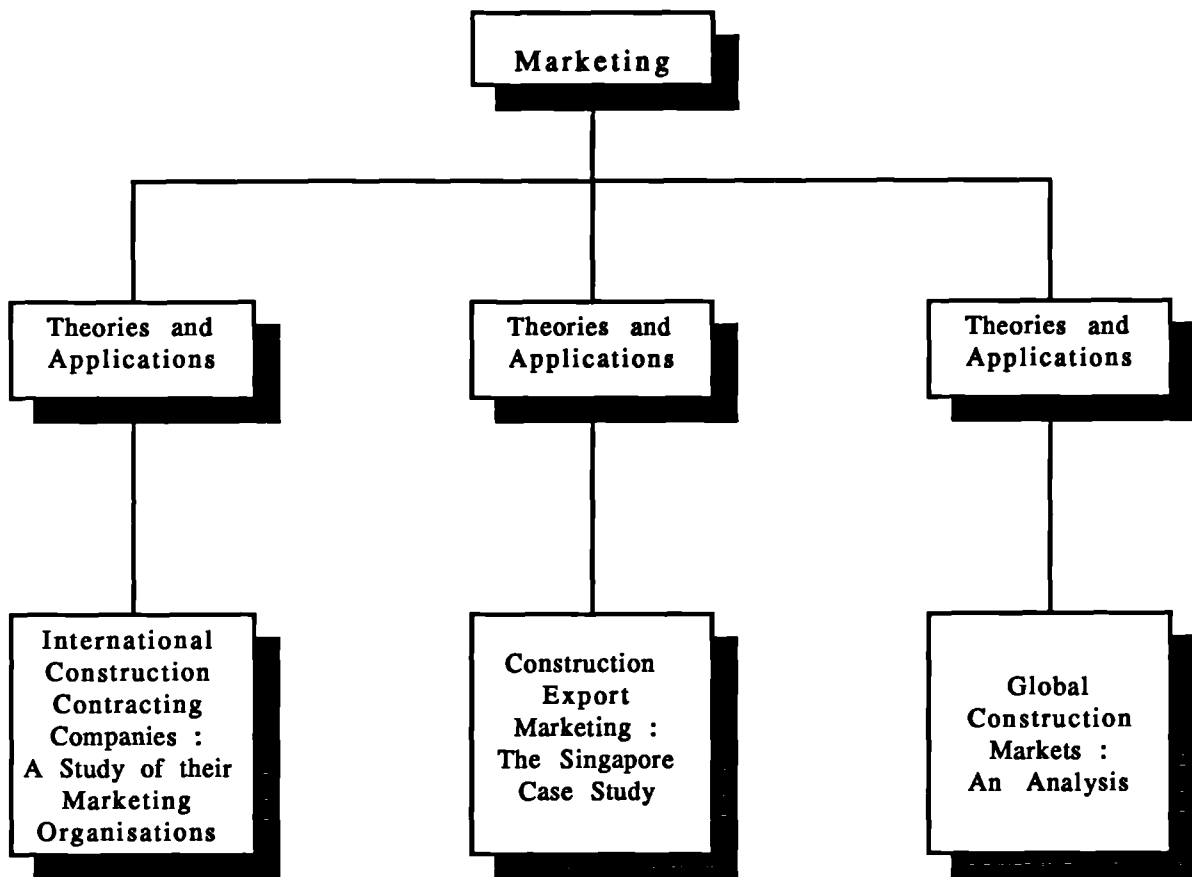 Marketing
Theories and
Applications
Theories and
Applications
Theories and
Applications
International
Construction
Contracting
Companies :
A Study of their
Marketing
Organisations
Construction
Export
Marketing :
The Singapore
Case Study
Global
Construction
Markets :
An Analysis